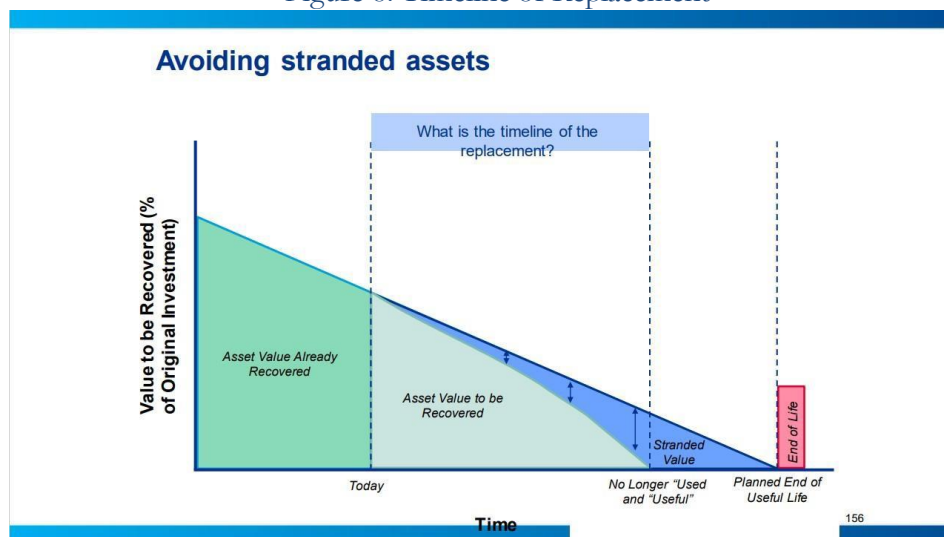 Avoiding stranded assets
What is the timeline of the
replacement?
Value to be Recovered (%
of Original Investment)
Asset Value Already
Recovered
Asset Value to be
Recovered
Stranded
Value
End of Life
Today
No Longer “Used
and “Useful”
Planned End of
Useful Life
Time
156